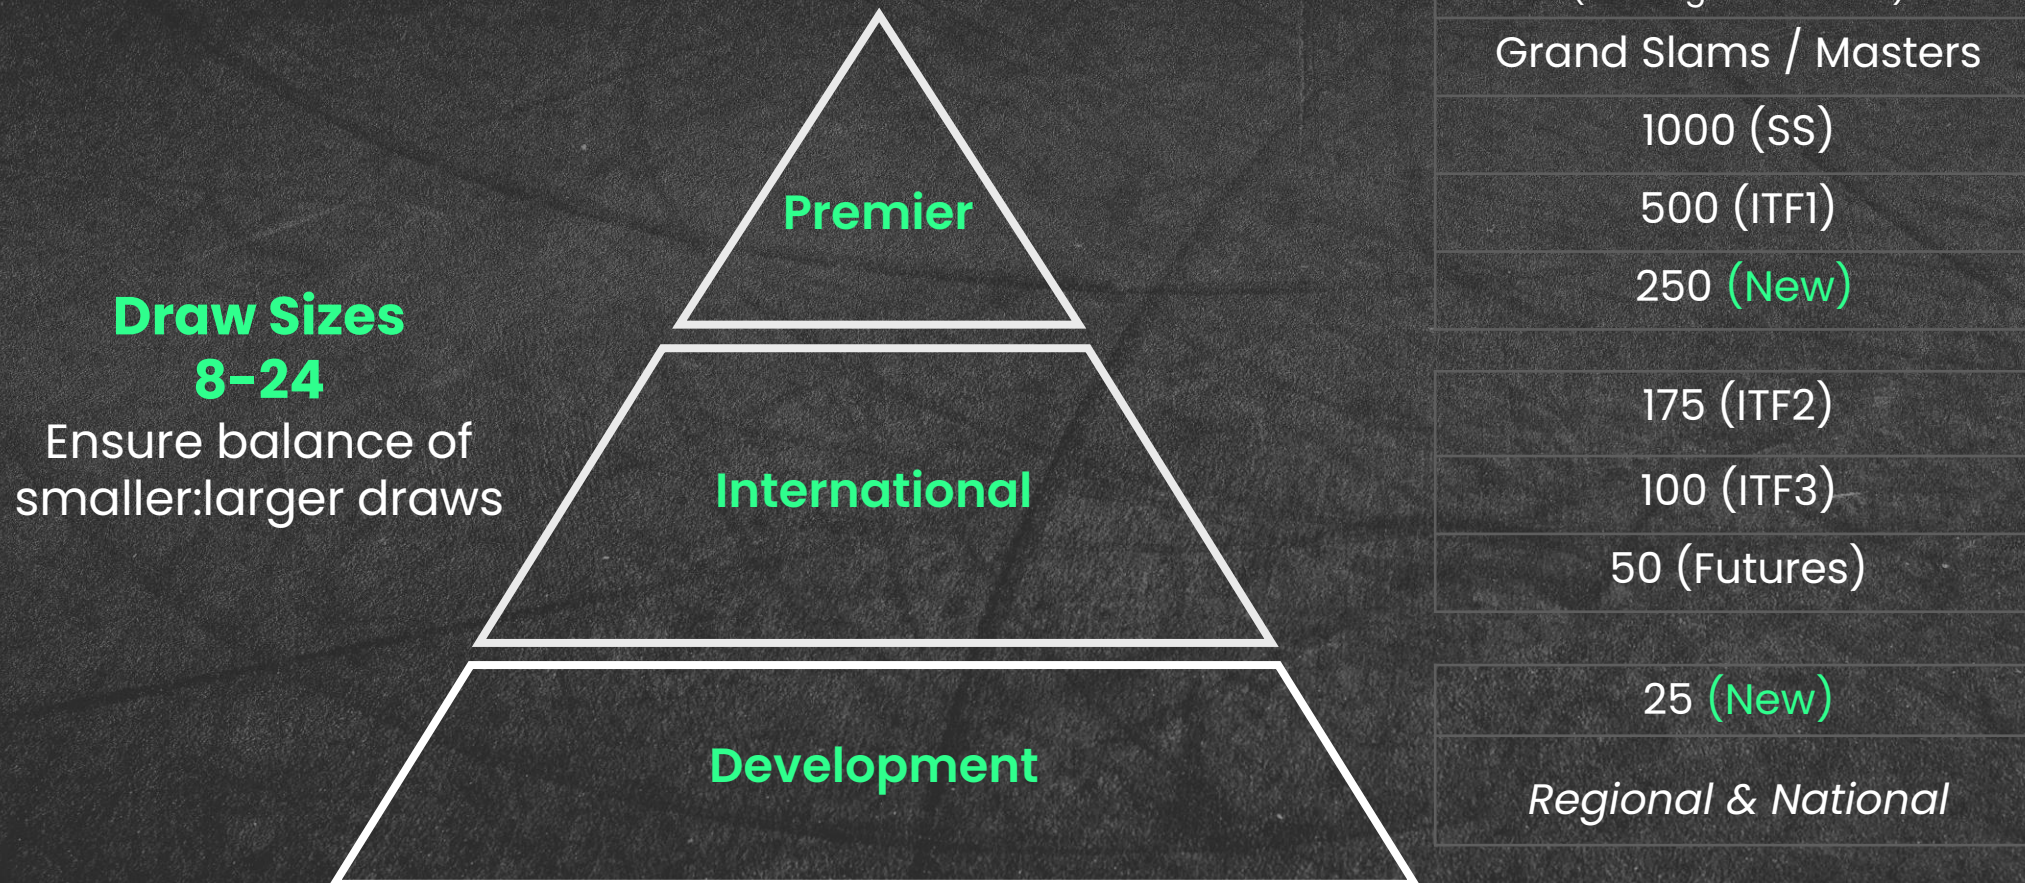 Grand Slams / Masters
1000 (SS)
500 (ITF1)
250 (New)
Premier
Draw Sizes
8-24
Ensure balance of
smaller:larger draws
International
175 (ITF2)
100 (ITF3)
50 (Futures)
Development
25 (New)
Regional & National